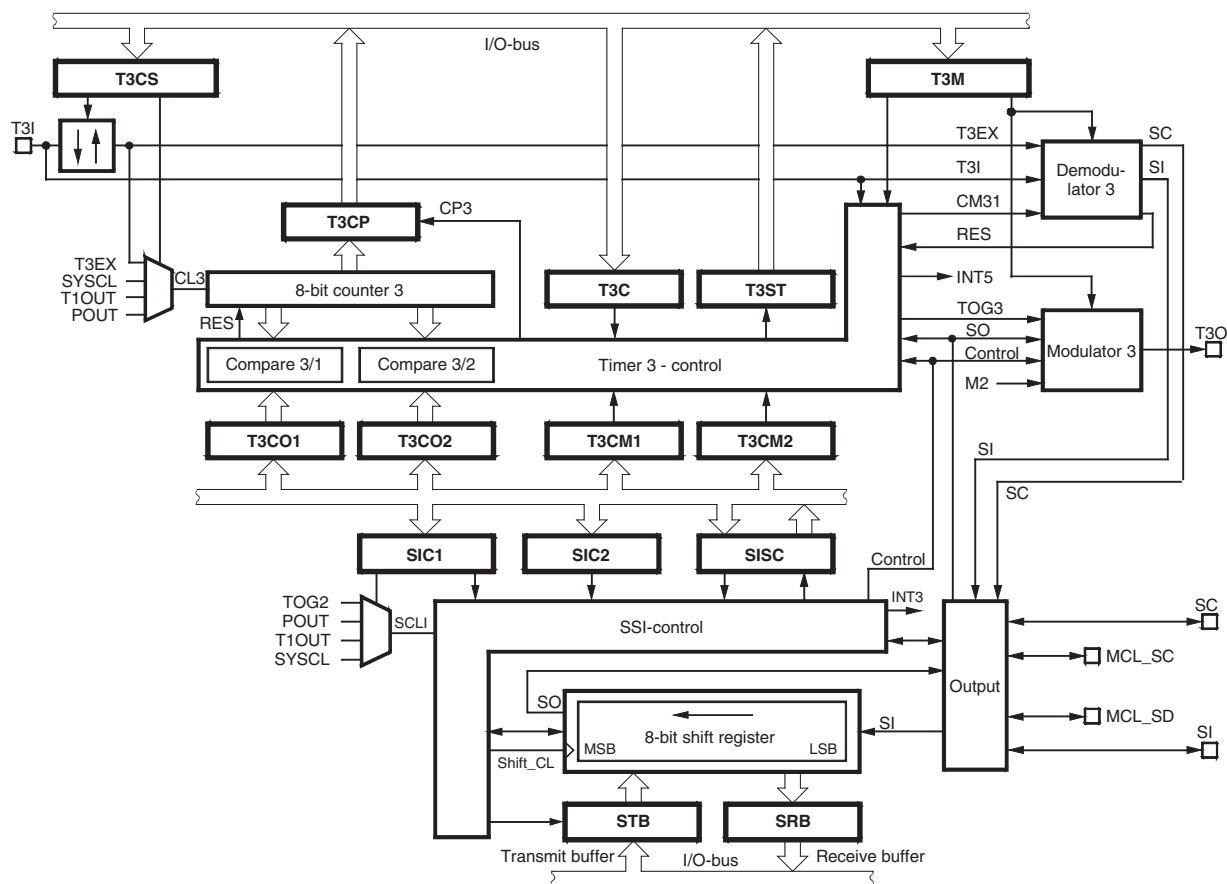 I/O-bus
T3CS
T3M
T3I
T3EX
SC
T3I
SI
Demodu-
lator 3
CP3
T3CP
CM31
RES
T3EX
SYSCL
T1OUT
POUT
CL3
8-bit counter 3
T3C
T3ST
INT5
RES
TOG3
SO
Control
M2
Modulator 3
T3O
Compare 3/1
Compare 3/2
Timer 3 - control
T3CO1
T3CO2
T3CM1
T3CM2
SI
SC
SIC1
SIC2
SISC
Control
TOG2
POUT
T1OUT
SYSCL
SCLI
SSI-control
INT3
SC
MCL_SC
Output
SO
SI
MCL_SD
SI
8-bit shift register
MSB
LSB
Shift_CL
STB
SRB
Transmit buffer
I/O-bus
Receive buffer